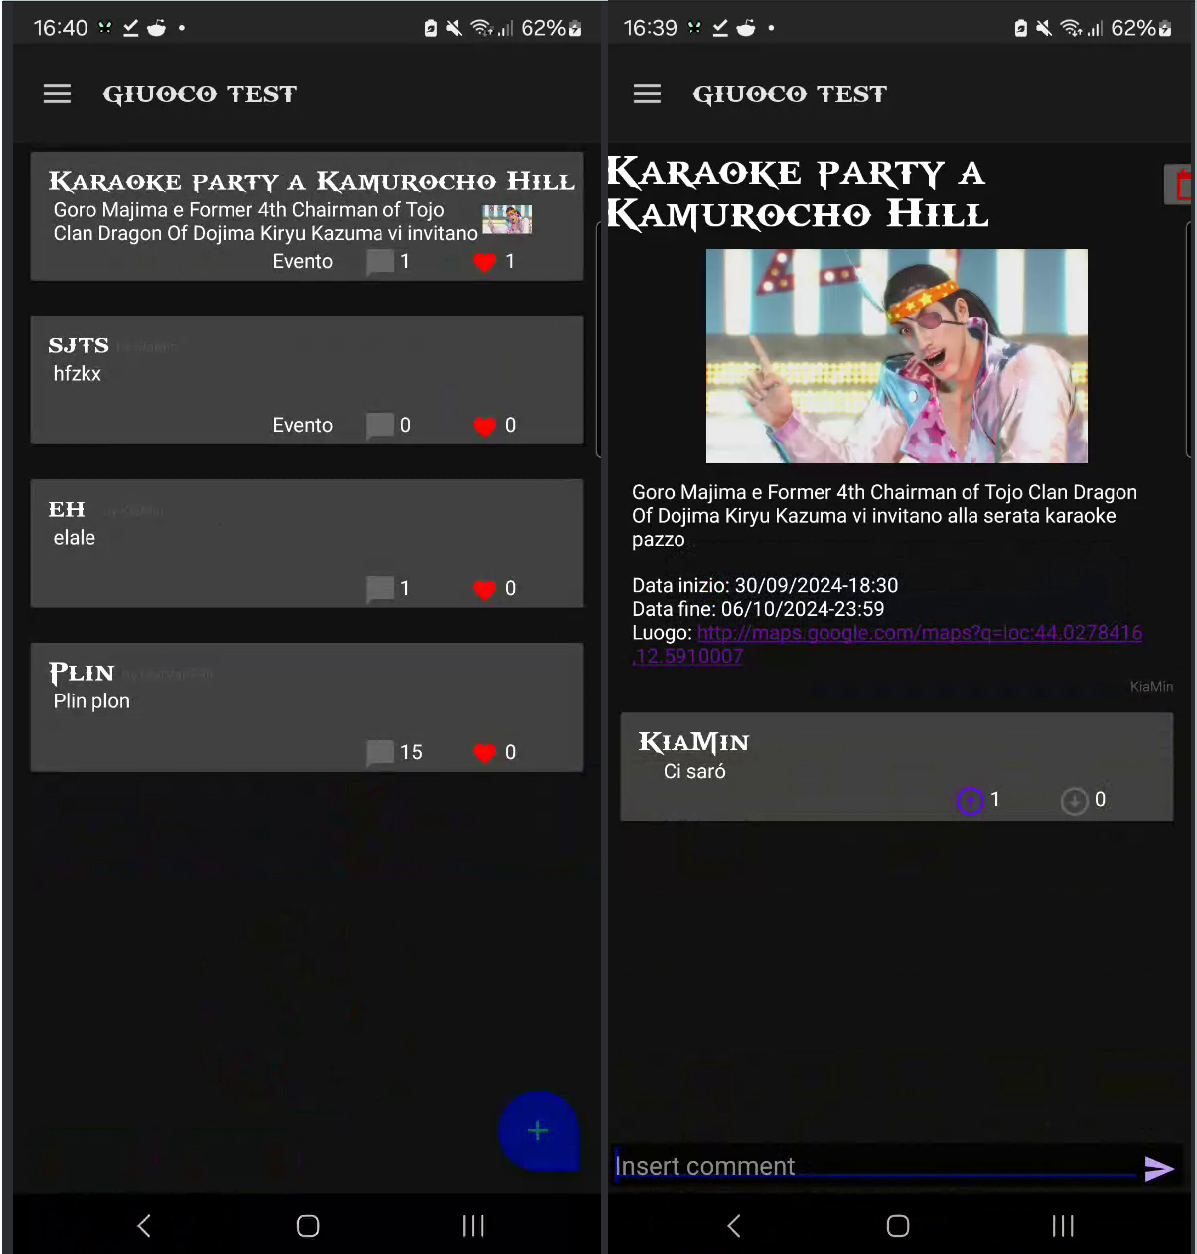 16:40
62%
GIUOCO TEST
Karaoke party a Kamurocho Hill
Goro Majima e Former 4th Chairman of Tojo
Clan Dragon Of Dojima Kiryu Kazuma vi invitano
Evento 1 1
sjts
hfzkx
Evento 0 0
eh by KiaMin
elale
1 0
Plin
Plin plon
15 0
16:39
62%
GIUOCO TEST
Karaoke party a
Kamurocho Hill
Goro Majima e Former 4th Chairman of Tojo Clan Dragon
Of Dojima Kiryu Kazuma vi invitano alla serata karaoke
pazzo
Data inizio: 30/09/2024-18:30
Data fine: 06/10/2024-23:59
Luogo: http://maps.google.com/maps?q=loc:44.0278416
,12.5910007
KiaMin
KiaMin
Ci saró
1 0
Insert comment